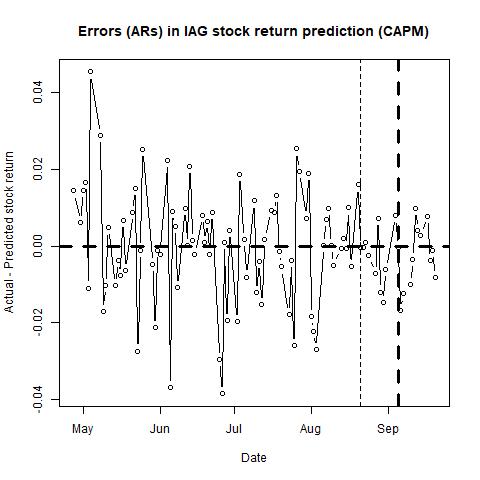 Errors (ARs) in IAG stock return prediction (CAPM)
Actual - Predicted stock return
0.04
0.02
0.00
-0.02
-0.04
May Jun Jul Aug Sep
Date